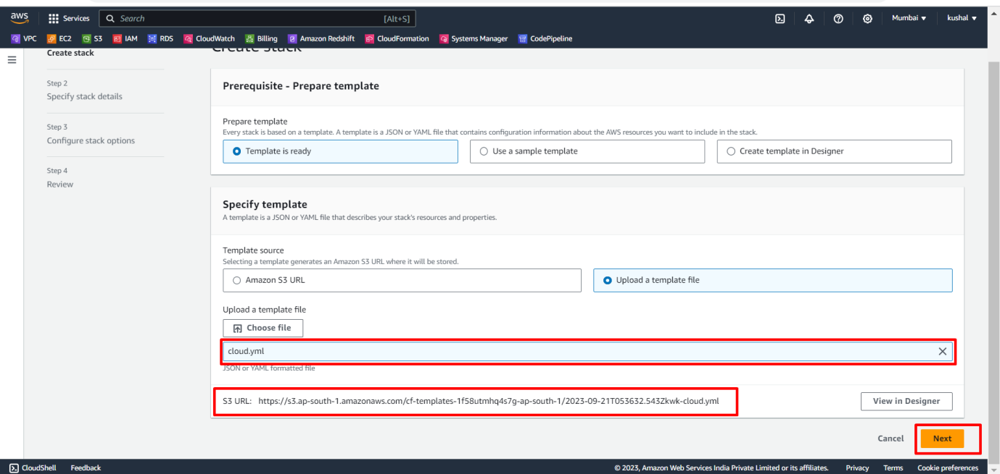 aws
Services
Search
[Alt+S]
Mumbai
kushal
VPC
EC2
S3
IAM
RDS
CloudWatch
Billing
Amazon Redshift
CloudFormation
Systems Manager
CodePipeline
Create stack
Step 2
Specify stack details
Step 3
Configure stack options
Step 4
Review
Create stack
Prerequisite - Prepare template
Prepare template
Every stack is based on a template. A template is a JSON or YAML file that contains configuration information about the AWS resources you want to include in the stack.
Template is ready
Use a sample template
Create template in Designer
Specify template
A template is a JSON or YAML file that describes your stack's resources and properties.
Template source
Selecting a template generates an Amazon S3 URL where it will be stored.
Amazon S3 URL
Upload a template file
Upload a template file
Choose file
cloud.yml
JSON or YAML formatted file
S3 URL: https://s3.ap-south-1.amazonaws.com/cf-templates-1f58utmhq4s7g-ap-south-1/2023-09-21T053632.543Zkwk-cloud.yml
View in Designer
Cancel
Next
CloudShell
Feedback
© 2023, Amazon Web Services India Private Limited or its affiliates.
Privacy
Terms
Cookie preferences